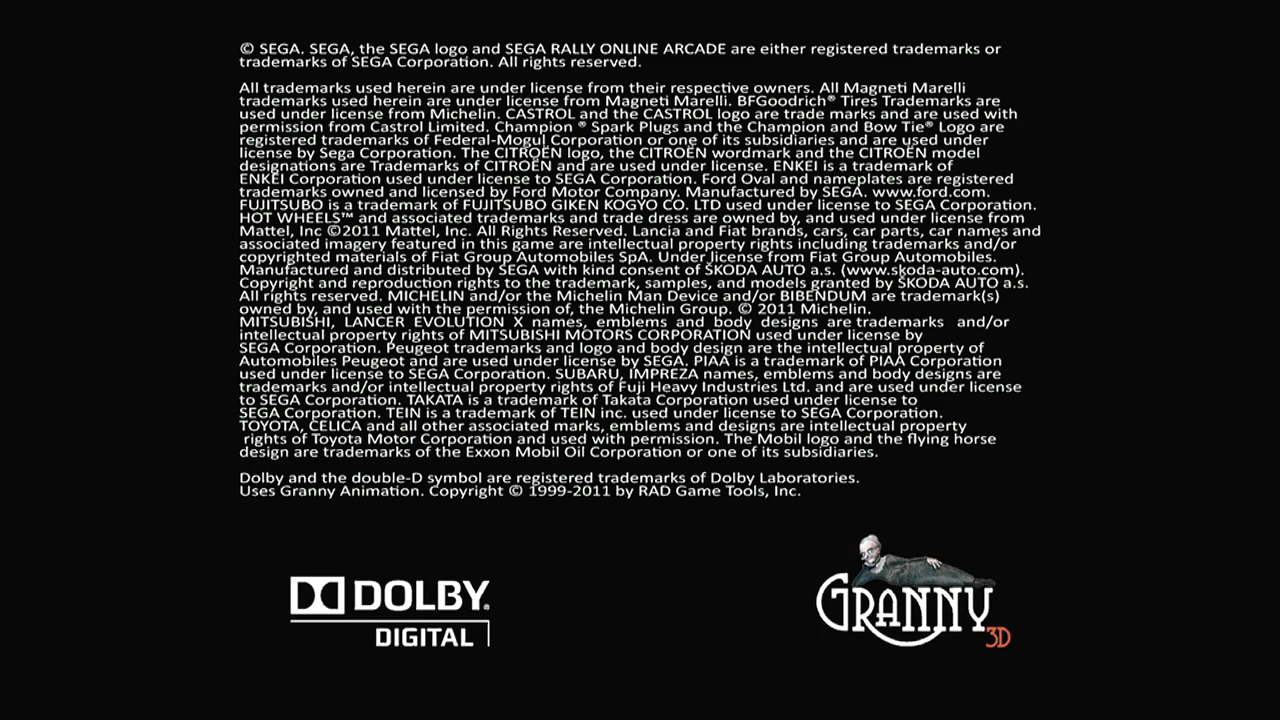 © SEGA. SEGA, the SEGA logo and SEGA RALLY ONLINE ARCADE are either registered trademarks or
trademarks of SEGA Corporation. All rights reserved.
All trademarks used herein are under license from their respective owners. All Magneti Marelli
trademarks used herein are under license from Magneti Marelli. BFGoodrich® Tires Trademarks are
used under license from Michelin. CASTROL and the CASTROL logo are trade marks and are used with
permission from Castrol Limited. Champion ® Spark Plugs and the Champion and Bow Tie® Logo are
registered trademarks of Federal-Mogul Corporation or one of its subsidiaries and are used under
license by Sega Corporation. The CITROËN logo, the CITROËN wordmark and the CITROËN model
designations are Trademarks of CITROËN and are used under license. ENKEI is a trademark of
ENKEI Corporation used under license to SEGA Corporation. Ford Oval and nameplates are registered
trademarks owned and licensed by Ford Motor Company. Manufactured by SEGA. www.ford.com.
FUJITSUBO is a trademark of FUJITSUBO GIKEN KOGYO CO. LTD used under license to SEGA Corporation.
HOT WHEELS™ and associated trademarks and trade dress are owned by, and used under license from
Mattel, Inc ©2011 Mattel, Inc. All Rights Reserved. Lancia and Fiat brands, cars, car parts, car names and
associated imagery featured in this game are intellectual property rights including trademarks and/or
copyrighted materials of Fiat Group Automobiles SpA. Under license from Fiat Group Automobiles.
Manufactured and distributed by SEGA with kind consent of ŠKODA AUTO a.s. (www.skoda-auto.com).
Copyright and reproduction rights to the trademark, samples, and models granted by ŠKODA AUTO a.s.
All rights reserved. MICHELIN and/or the Michelin Man Device and/or BIBENDUM are trademark(s)
owned by, and used with the permission of, the Michelin Group. © 2011 Michelin.
MITSUBISHI, LANCER EVOLUTION X names, emblems and body designs are trademarks and/or
intellectual property rights of MITSUBISHI MOTORS CORPORATION used under license by
SEGA Corporation. Peugeot trademarks and logo and body design are the intellectual property of
Automobiles Peugeot and are used under license by SEGA. PIAA is a trademark of PIAA Corporation
used under license to SEGA Corporation. SUBARU, IMPREZA names, emblems and body designs are
trademarks and/or intellectual property rights of Fuji Heavy Industries Ltd. and are used under license
to SEGA Corporation. TAKATA is a trademark of Takata Corporation used under license to
SEGA Corporation. TEIN is a trademark of TEIN inc. used under license to SEGA Corporation.
TOYOTA, CELICA and all other associated marks, emblems and designs are intellectual property
rights of Toyota Motor Corporation and used with permission. The Mobil logo and the flying horse
design are trademarks of the Exxon Mobil Oil Corporation or one of its subsidiaries.
Dolby and the double-D symbol are registered trademarks of Dolby Laboratories.
Uses Granny Animation. Copyright © 1999-2011 by RAD Game Tools, Inc.
DOLBY.
DIGITAL
GRANNY
3D